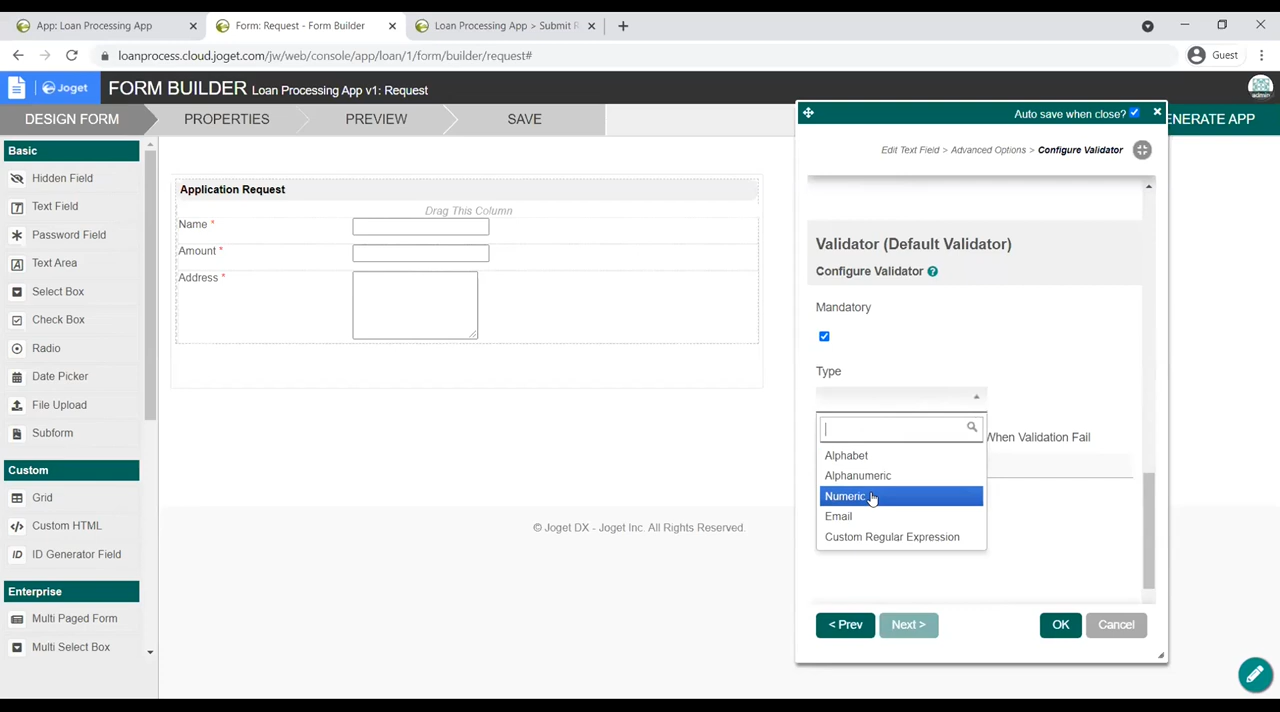 App: Loan Processing App
Form: Request - Form Builder
Loan Processing App > Submit R
loanprocess.cloud.joget.com/jw/web/console/app/loan/1/form/builder/request#
Guest
Joget
FORM BUILDER Loan Processing App v1: Request
admin
DESIGN FORM
PROPERTIES
PREVIEW
SAVE
ENERATE APP
Basic
Hidden Field
Text Field
Password Field
Text Area
Select Box
Check Box
Radio
Date Picker
File Upload
Subform
Custom
Grid
Custom HTML
ID Generator Field
Enterprise
Multi Paged Form
Multi Select Box
Application Request
Drag This Column
Name *
Amount *
Address *
© Joget DX - Joget Inc. All Rights Reserved.
Auto save when close?
Edit Text Field > Advanced Options > Configure Validator
Validator (Default Validator)
Configure Validator
Mandatory
Type
When Validation Fail
Alphabet
Alphanumeric
Numeric
Email
Custom Regular Expression
< Prev
Next >
OK
Cancel